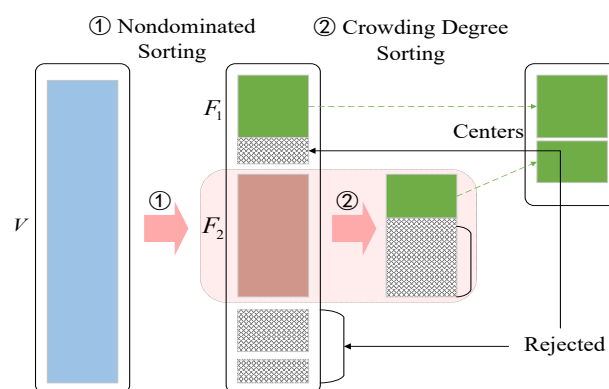 ① Nondominated
Sorting
② Crowding Degree
Sorting
F1
Centers
①
②
V
F2
Rejected